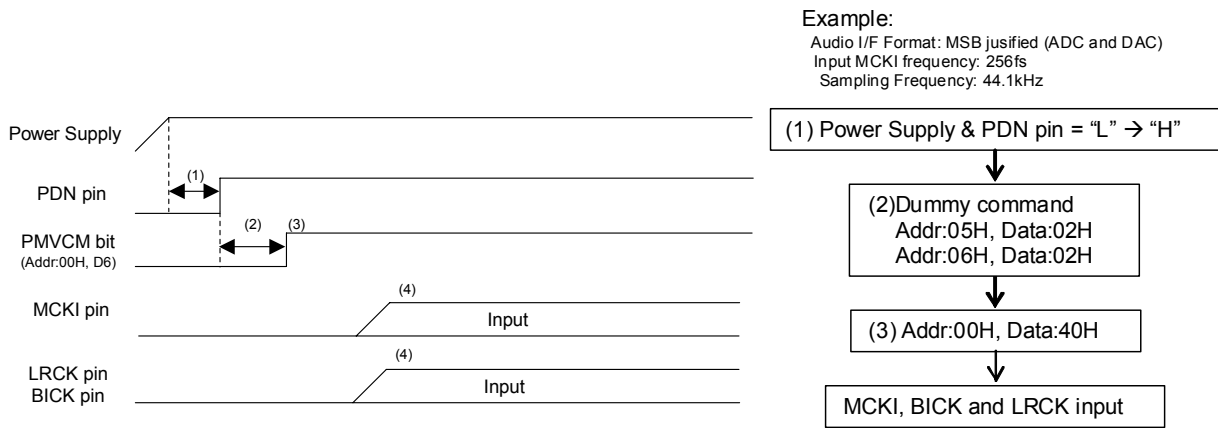 Example:
Audio I/F Format: MSB jusified (ADC and DAC)
Input MCKI frequency: 256fs
Sampling Frequency: 44.1kHz
Power Supply
(1)
PDN pin
(2)
(3)
PMVCM bit
(Addr:00H, D6)
(4)
MCKI pin
Input
(4)
LRCK pin
BICK pin
Input
(1) Power Supply & PDN pin = “L” → “H”
(2)Dummy command
Addr:05H, Data:02H
Addr:06H, Data:02H
(3) Addr:00H, Data:40H
MCKI, BICK and LRCK input